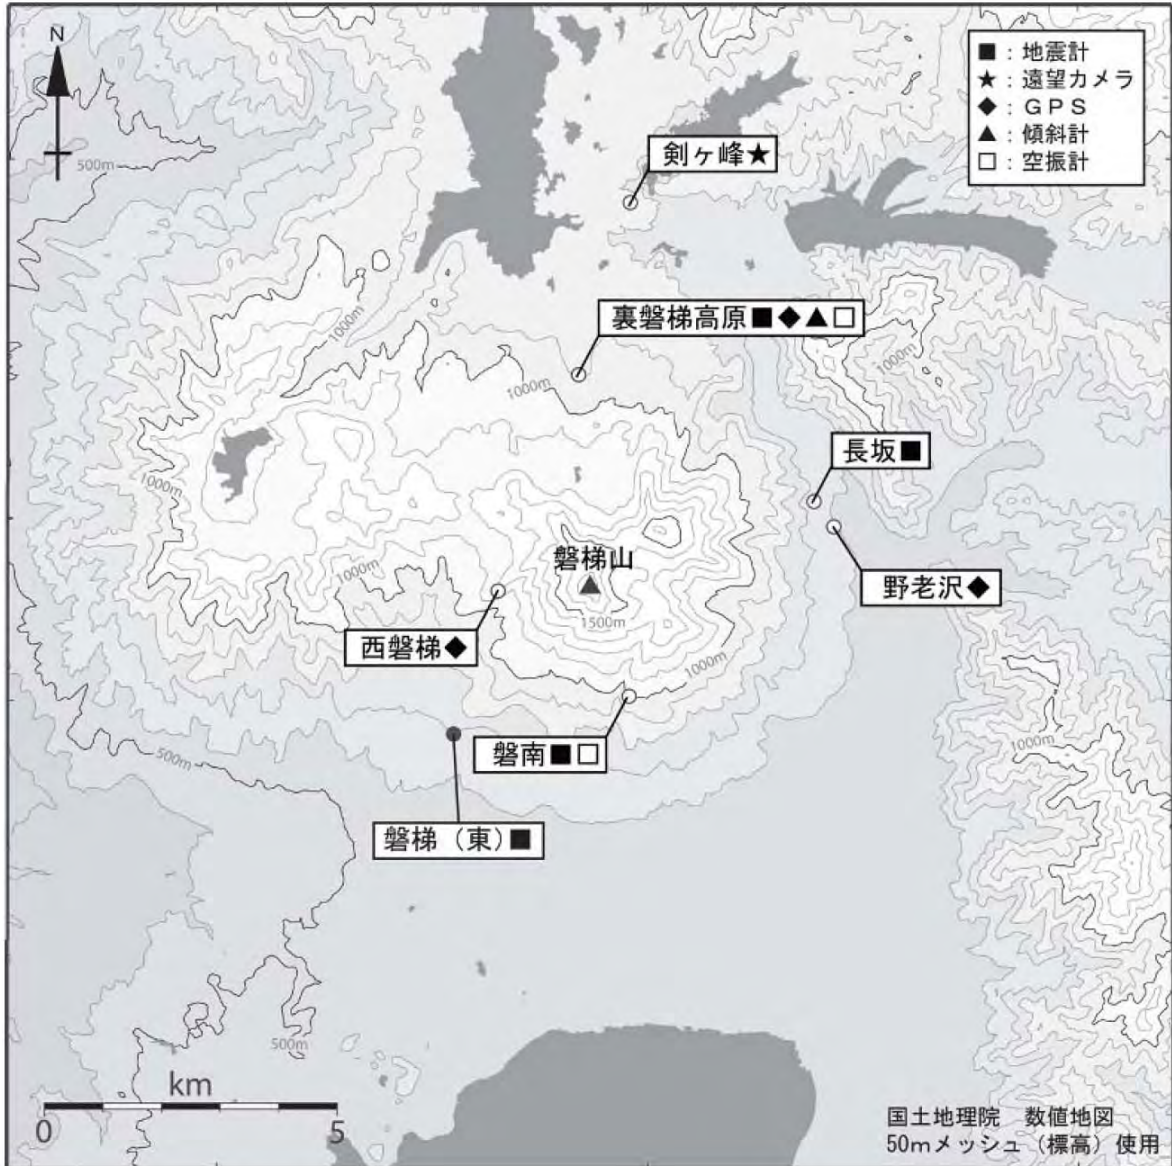 N
■：地震計
★：遠望カメラ
◆：ＧＰＳ
▲：傾斜計
□：空振計
500m
剣ヶ峰★
裏磐梯高原■◆▲□
1000m
1000m
1000m
長坂■
1000m
磐梯山
1000m
野老沢◆
1500m
西磐梯◆
1000m
磐南■□
500m
1000m
磐梯（東）■
500m
km
0 5
国土地理院　数値地図
50mメッシュ（標高）使用